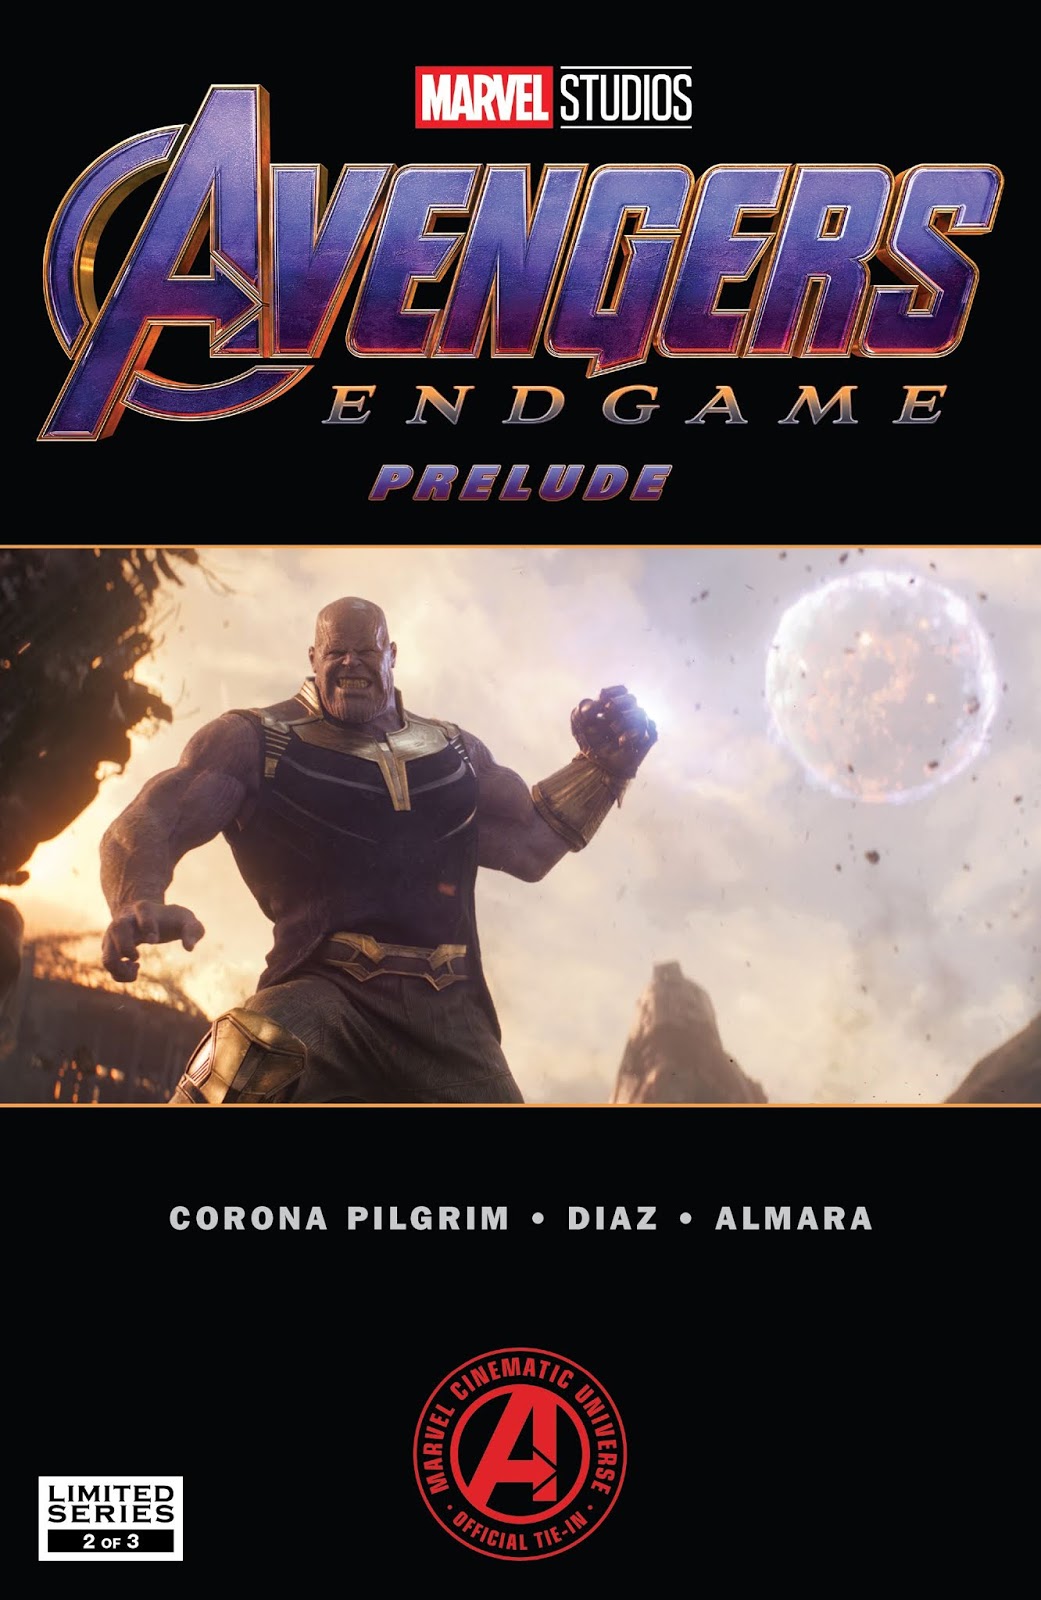 MARVEL STUDIOS
AVENGERS
ENDGAME
PRELUDE
CORONA PILGRIM • DIAZ • ALMARA
MARVEL CINEMATIC UNIVERSE
• OFFICIAL TIE-IN •
LIMITED
SERIES
2 OF 3